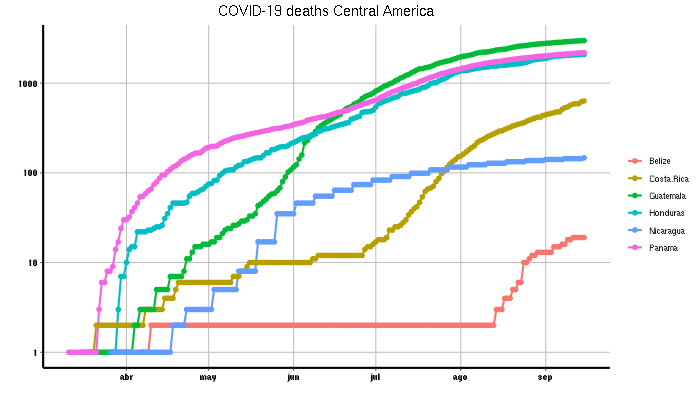 COVID-19 deaths Central America
1000
100
10
1
abr may jun jul ago sep
Belize
Costa.Rica
Guatemala
Honduras
Nicaragua
Panama